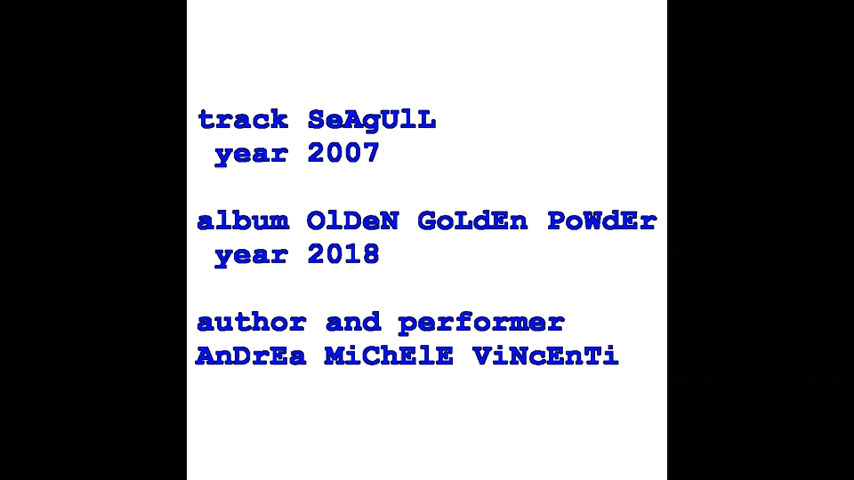 track SeAgUlL
year 2007
album OlDeN GoLdEn PoWdEr
year 2018
author and performer
AnDrEa MiChElE ViNcEnTi